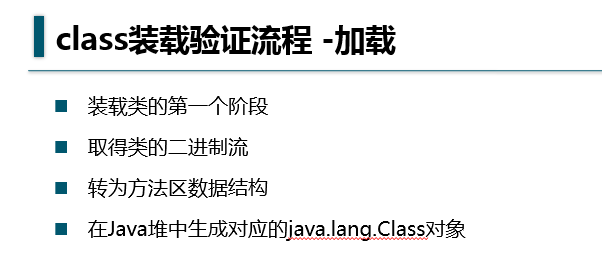 class装载验证流程 -加载
装载类的第一个阶段
取得类的二进制流
转为方法区数据结构
在Java堆中生成对应的java.lang.Class对象